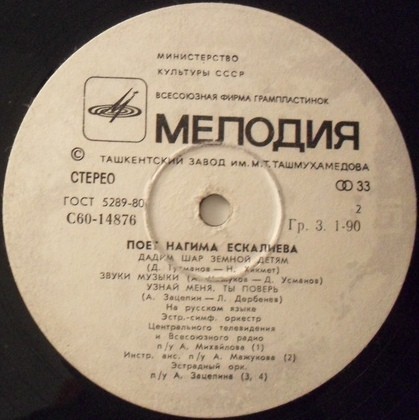 МИНИСТЕРСТВО
КУЛЬТУРЫ СССР
ВСЕСОЮЗНАЯ ФИРМА ГРАМПЛАСТИНОК
МЕЛОДИЯ
© ТАШКЕНТСКИЙ ЗАВОД ИМ. М.Т. ТАШМУХАМЕДОВА
СТЕРЕО
33
ГОСТ 5289-80
2
С60-14876
Гр. 3. 1-90
ПОЕТ НАГИМА ЕСКАЛИЕВА
ДАДИМ ШАР ЗЕМНОЙ ДЕТЯМ
(Д. Тухманов — Н. Хикмет)
ЗВУКИ МУЗЫКИ (А. Мажуков — Д. Усманов)
УЗНАЙ МЕНЯ. ТЫ ПОВЕРЬ
(А. Зацепин — Л. Дербенев)
На русском языке
Эстр.-симф. оркестр
Центрального телевидения
и Всесоюзного радио
п/у А. Михайлова (1)
Инстр. анс. п/у А. Мажукова (2)
Эстрадный орк.
п/у А. Зацепина (3, 4)